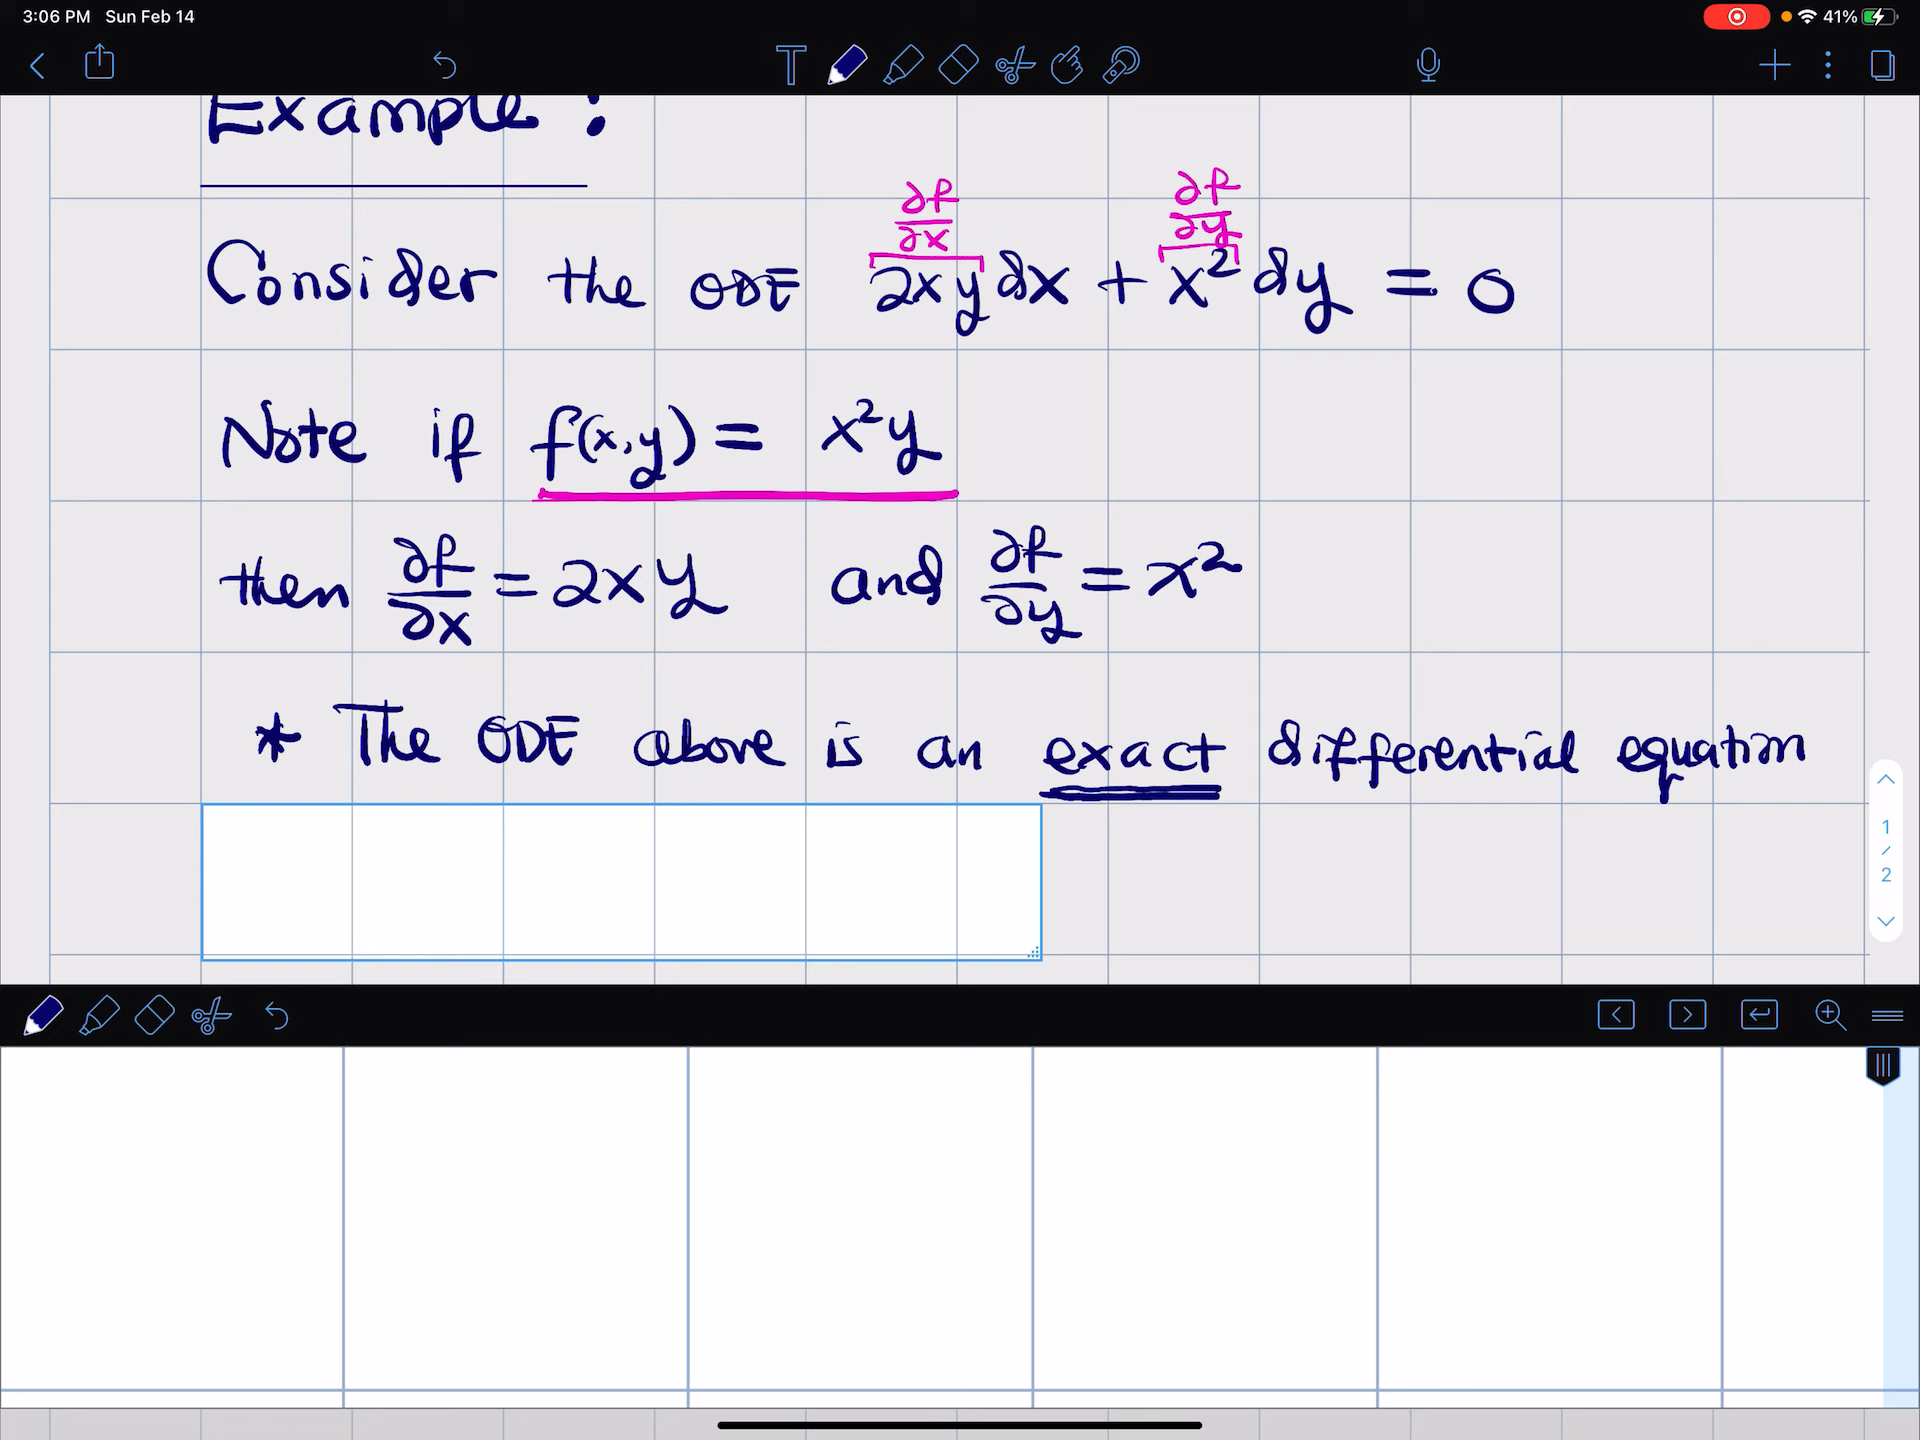 3:06 PM Sun Feb 14
41%
T
Example :
∂f/∂x ∂f/∂y
Consider the ODE 2xy dx + x² dy = 0
Note if f(x,y) = x²y
then ∂f/∂x = 2xy and ∂f/∂y = x²
* The ODE above is an exact differential equation
1
/
2